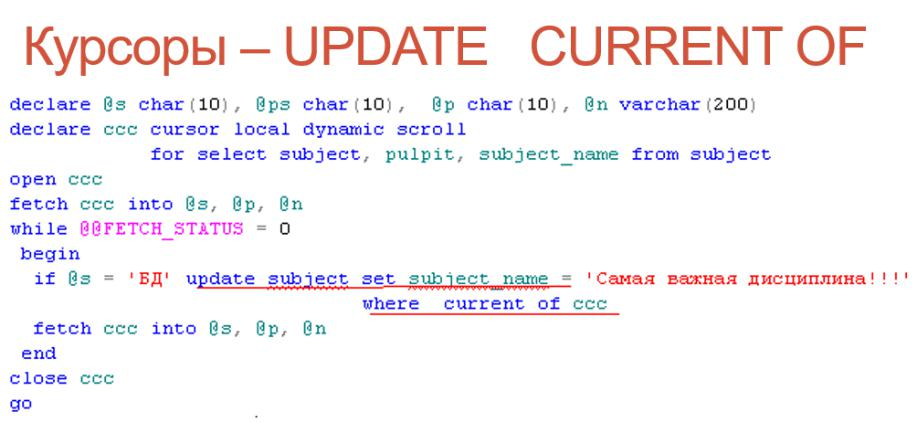 Курсоры – UPDATE CURRENT OF
declare @s char(10), @ps char(10), @p char(10), @n varchar(200)
declare ccc cursor local dynamic scroll
for select subject, pulpit, subject_name from subject
open ccc
fetch ccc into @s, @p, @n
while @@FETCH_STATUS = 0
begin
if @s = 'БД' update subject set subject_name = 'Самая важная дисциплина!!!!'
where current of ccc
fetch ccc into @s, @p, @n
end
close ccc
go